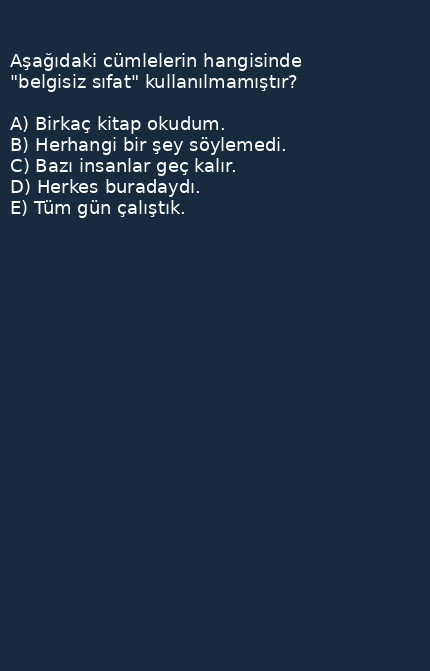 Aşağıdaki cümlelerin hangisinde
"belgisiz sıfat" kullanılmamıştır?
A) Birkaç kitap okudum.
B) Herhangi bir şey söylemedi.
C) Bazı insanlar geç kalır.
D) Herkes buradaydı.
E) Tüm gün çalıştık.